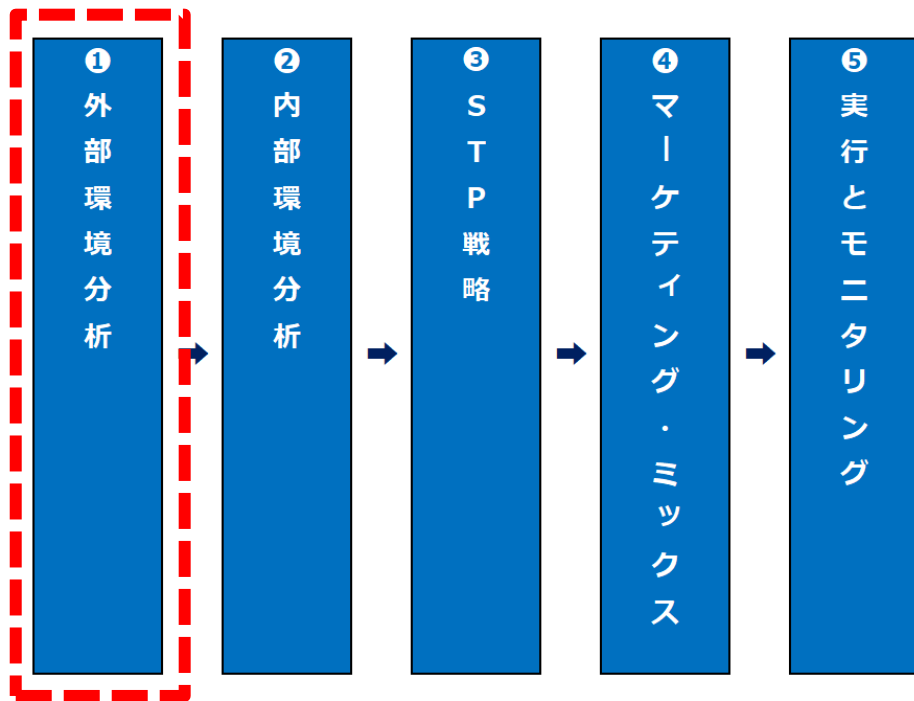 ❶外部環境分析
❷内部環境分析
❸STP戦略
❹マーケティング・ミックス
❺実行とモニタリング